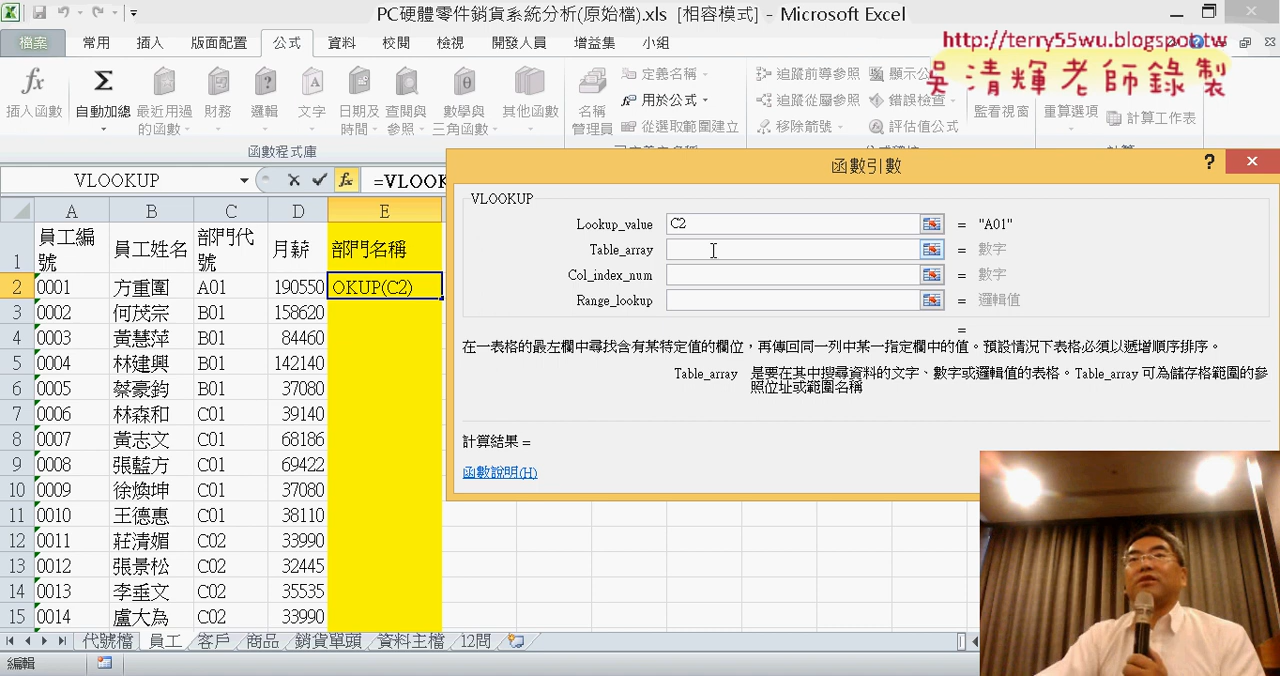 PC硬體零件銷貨系統分析(原始檔).xls [相容模式] - Microsoft Excel
檔案 常用 插入 版面配置 公式 資料 校閱 檢視 開發人員 增益集 小組
http://terry55wu.blogspot.tw
吳清輝老師錄製
fx Σ ? A θ
插入函數 自動加總 最近用過的函數 財務 邏輯 文字 日期及時間 查閱與參照 數學與三角函數 其他函數
名稱管理員 定義名稱 用於公式 從選取範圍建立
追蹤前導參照 追蹤從屬參照 移除箭號 顯示公 錯誤檢查 評估值公式 監看視窗 重算選項 計算工作表
函數程式庫
VLOOKUP fx =VLOOK
函數引數 ?
VLOOKUP
Lookup_value C2 = "A01"
Table_array = 數字
Col_index_num = 數字
Range_lookup = 邏輯值
=
在一表格的最左欄中尋找含有某特定值的欄位，再傳回同一列中某一指定欄中的值。預設情況下表格必須以遞增順序排序。
Table_array 是要在其中搜尋資料的文字、數字或邏輯值的表格。Table_array 可為儲存格範圍的參
照位址或範圍名稱
計算結果 =
函數說明(H)
A B C D E
1 員工編號 員工姓名 部門代號 月薪 部門名稱
2 0001 方重圍 A01 190550 OKUP(C2)
3 0002 何茂宗 B01 158620
4 0003 黃慧萍 B01 84460
5 0004 林建興 B01 142140
6 0005 蔡豪鈞 B01 37080
7 0006 林森和 C01 39140
8 0007 黃志文 C01 68186
9 0008 張藍方 C01 69422
10 0009 徐煥坤 C01 37080
11 0010 王德惠 C01 38110
12 0011 莊清媚 C02 33990
13 0012 張景松 C02 32445
14 0013 李垂文 C02 35535
15 0014 盧大為 C02 33990
代號檔 員工 客戶 商品 銷貨單頭 資料主檔 12問
編輯